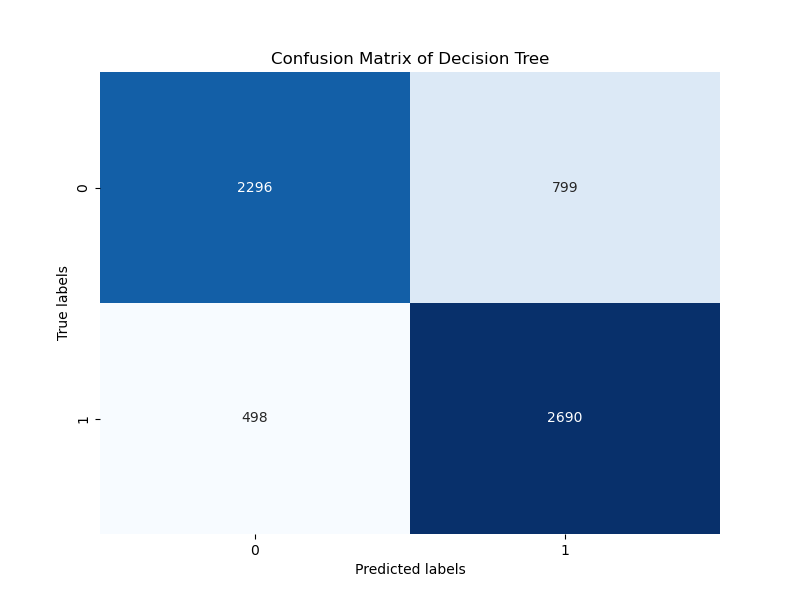 Confusion Matrix of Decision Tree
2296 799
0
498 2690
1
True labels
0 1
Predicted labels